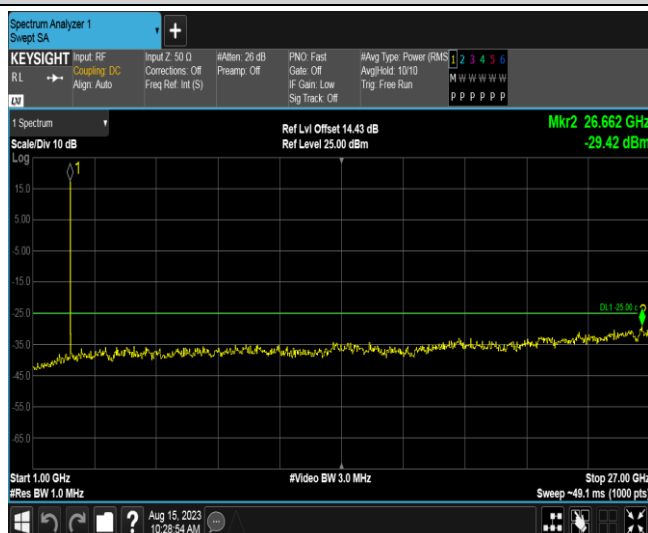 Spectrum Analyzer 1
Swept SA
+
KEYSIGHT
RL
LXI
Input: RF
Coupling: DC
Align: Auto
Input Z: 50 Ω
Corrections: Off
Freq Ref: Int (S)
#Atten: 26 dB
Preamp: Off
PNO: Fast
Gate: Off
IF Gain: Low
Sig Track: Off
#Avg Type: Power (RMS
Avg|Hold: 10/10
Trig: Free Run
1 2 3 4 5 6
M W W W W W
P P P P P P
1 Spectrum
Scale/Div 10 dB
Ref Lvl Offset 14.43 dB
Ref Level 25.00 dBm
Mkr2 26.662 GHz
-29.42 dBm
Log
1
15.0
5.00
-5.00
-15.0
-25.0
DL1 -25.00
2
-35.0
-45.0
-55.0
-65.0
Start 1.00 GHz
#Video BW 3.0 MHz
Stop 27.00 GHz
#Res BW 1.0 MHz
Sweep ~49.1 ms (1000 pts)
?
Aug 15, 2023
10:28:54 AM